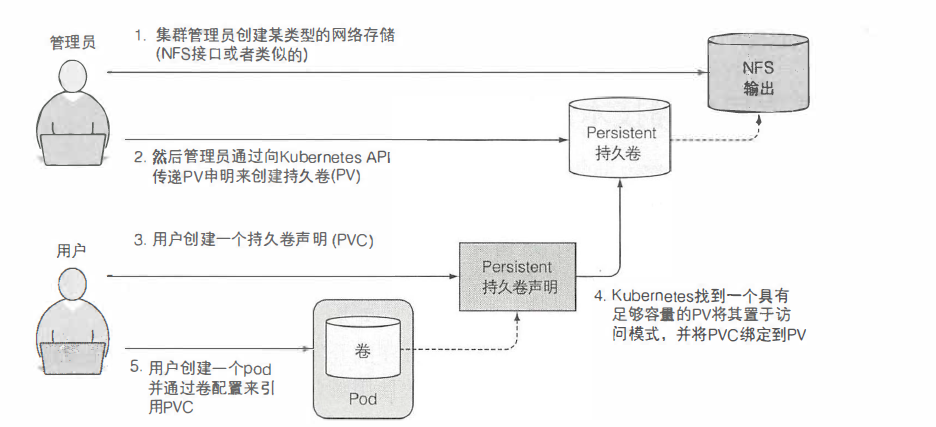 管理员
1. 集群管理员创建某类型的网络存储
(NFS接口或者类似的)
NFS
输出
Persistent
持久卷
2. 然后管理员通过向Kubernetes API
传递PV申明来创建持久卷(PV)
用户
3. 用户创建一个持久卷声明 (PVC)
Persistent
持久卷声明
4. Kubernetes找到一个具有
足够容量的PV将其置于访
问模式，并将PVC绑定到PV
卷
Pod
5. 用户创建一个pod
并通过卷配置来引
用PVC